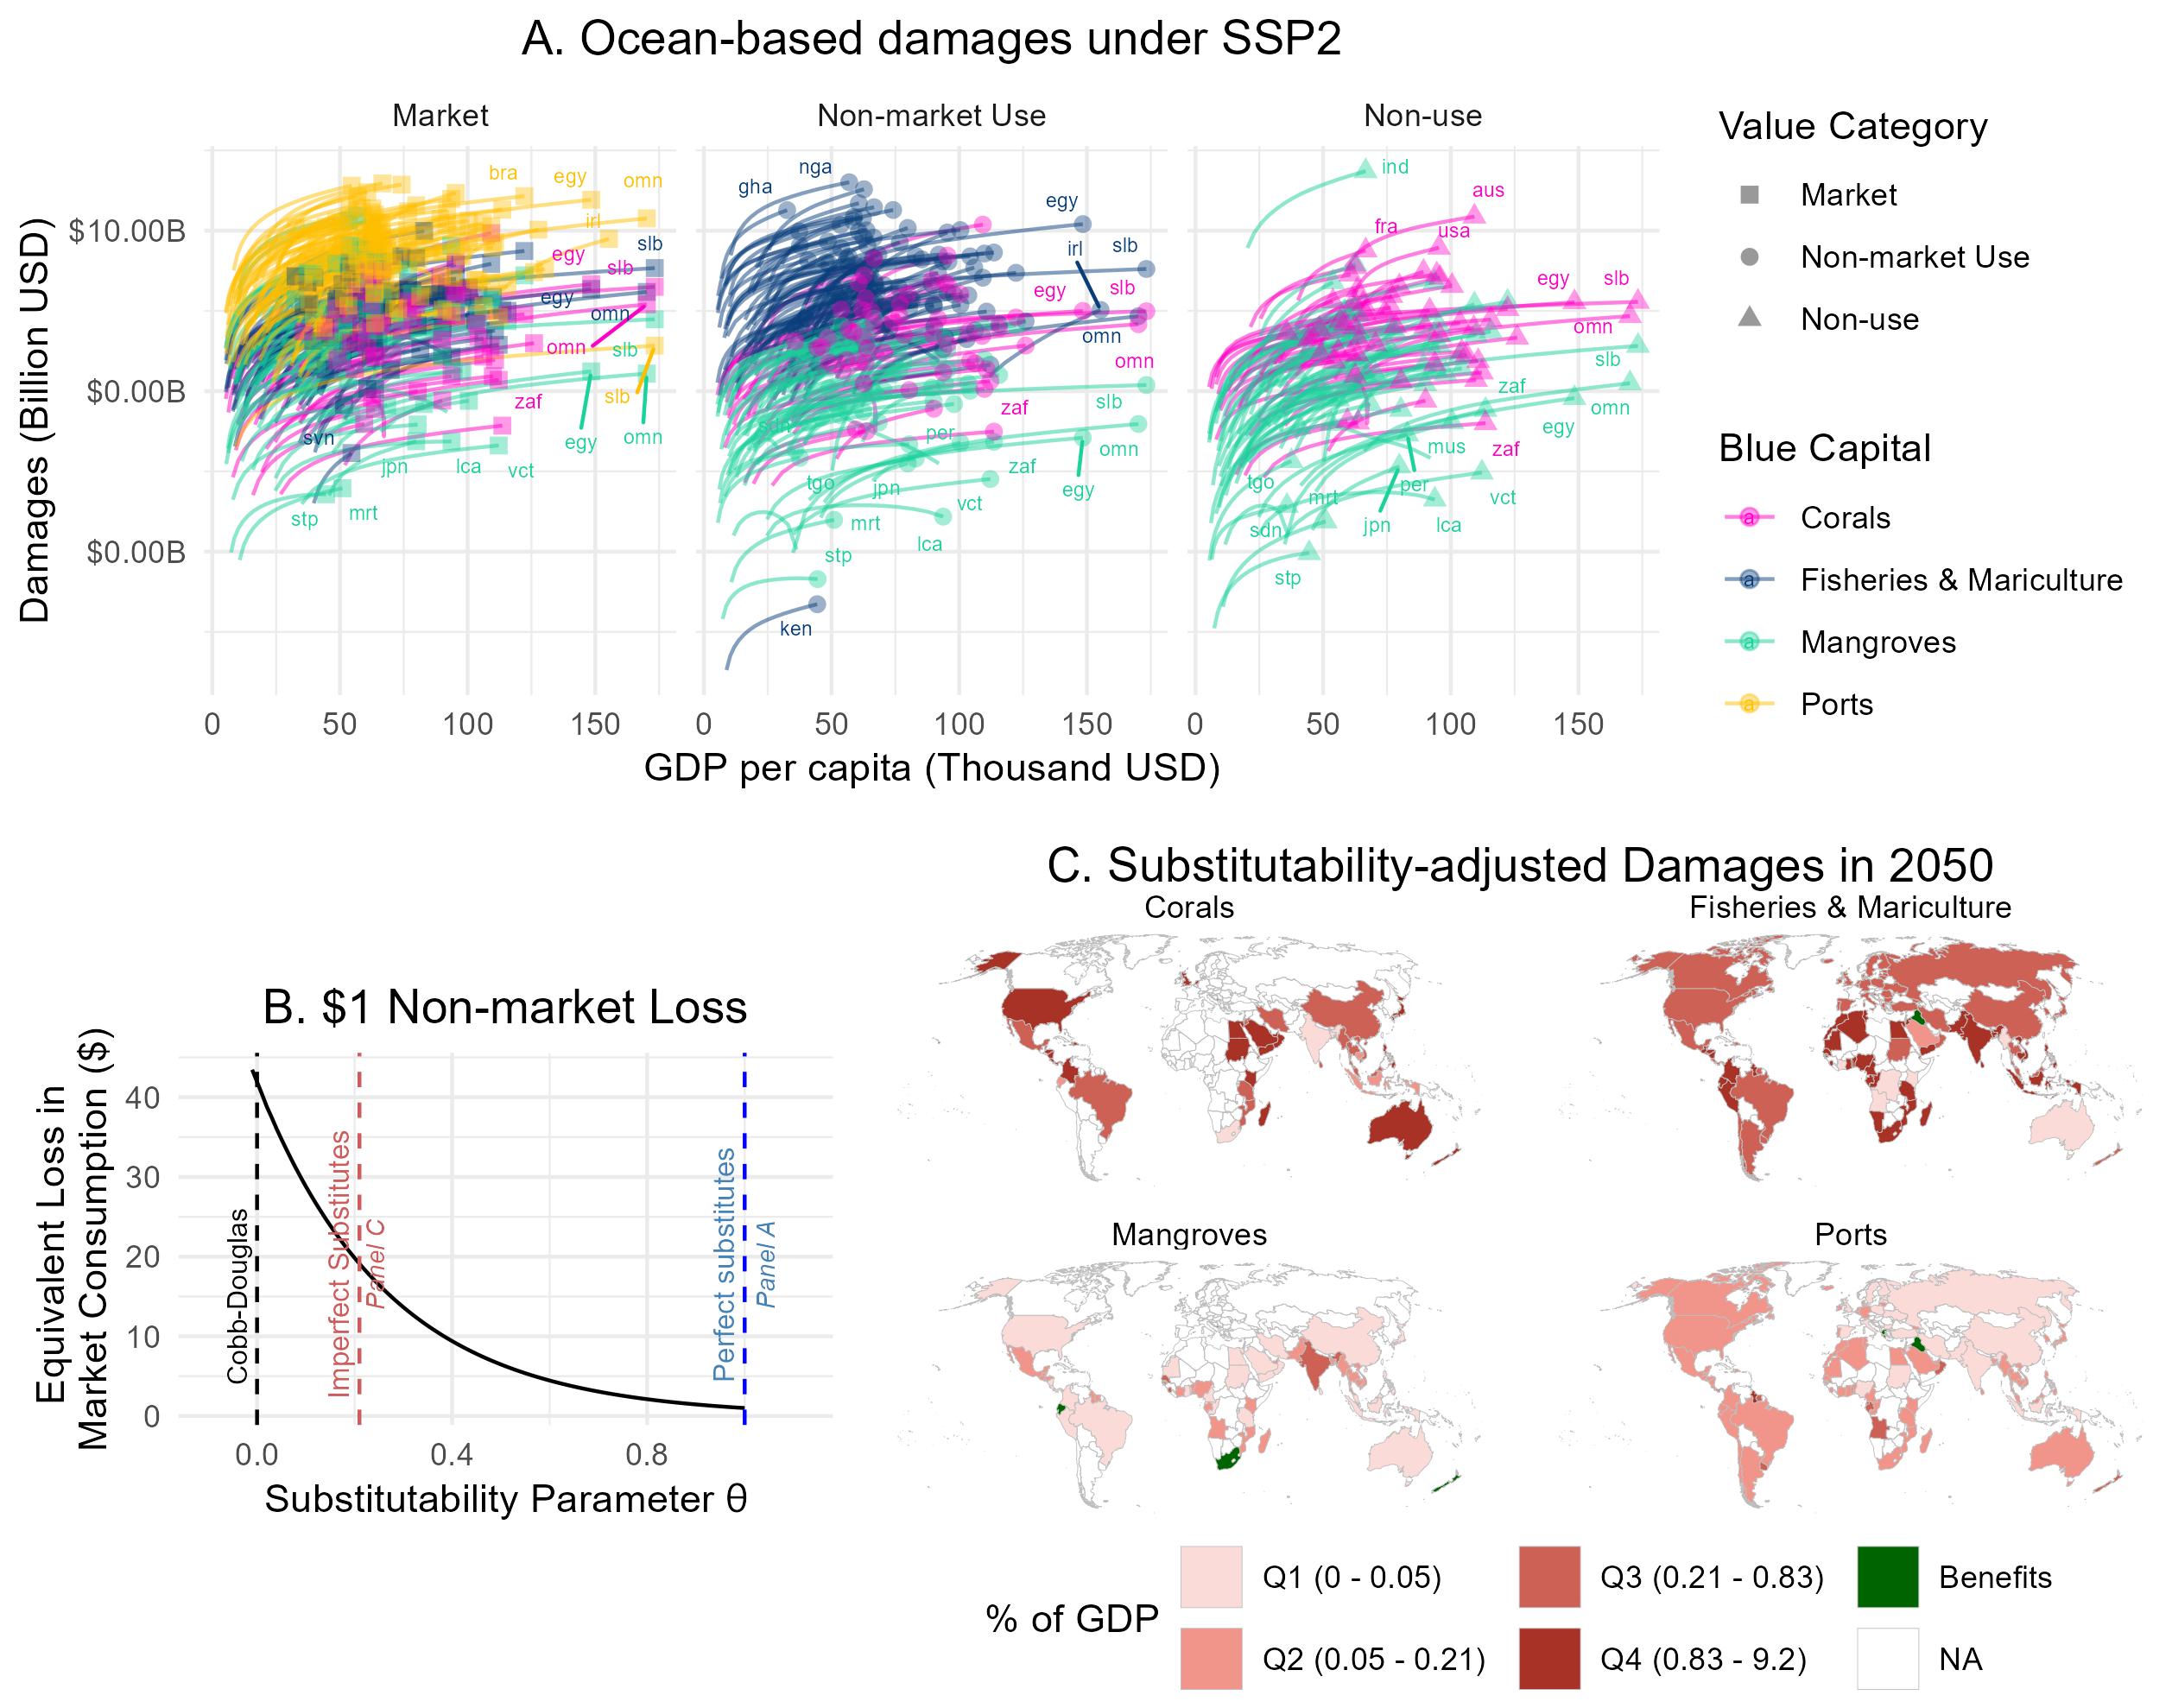 A. Ocean-based damages under SSP2
Market
Non-market Use
Non-use
Damages (Billion USD)
$10.00B
$0.00B
$0.00B
bra
egy
omn
irl
slb
egy
slb
egy
omn
omn
slb
slb
zaf
svn
egy
omn
jpn
lca
vct
stp
mrt
nga
gha
egy
irl
slb
egy
slb
omn
omn
slb
zaf
sdn
per
omn
zaf
tgo
jpn
egy
vct
mrt
lca
stp
ken
ind
aus
fra
usa
egy
slb
omn
slb
zaf
omn
egy
mus
zaf
tgo
per
mrt
vct
sdn
jpn
lca
stp
0
50
100
150
0
50
100
150
0
50
100
150
GDP per capita (Thousand USD)
Value Category
Market
Non-market Use
Non-use
Blue Capital
a Corals
a Fisheries & Mariculture
a Mangroves
a Ports
B. $1 Non-market Loss
Equivalent Loss in
Market Consumption ($)
40
30
20
10
0
Cobb-Douglas
Imperfect Substitutes
Panel C
Perfect substitutes
Panel A
0.0
0.4
0.8
Substitutability Parameter θ
C. Substitutability-adjusted Damages in 2050
Corals
Fisheries & Mariculture
Mangroves
Ports
% of GDP
Q1 (0 - 0.05)
Q3 (0.21 - 0.83)
Benefits
Q2 (0.05 - 0.21)
Q4 (0.83 - 9.2)
NA